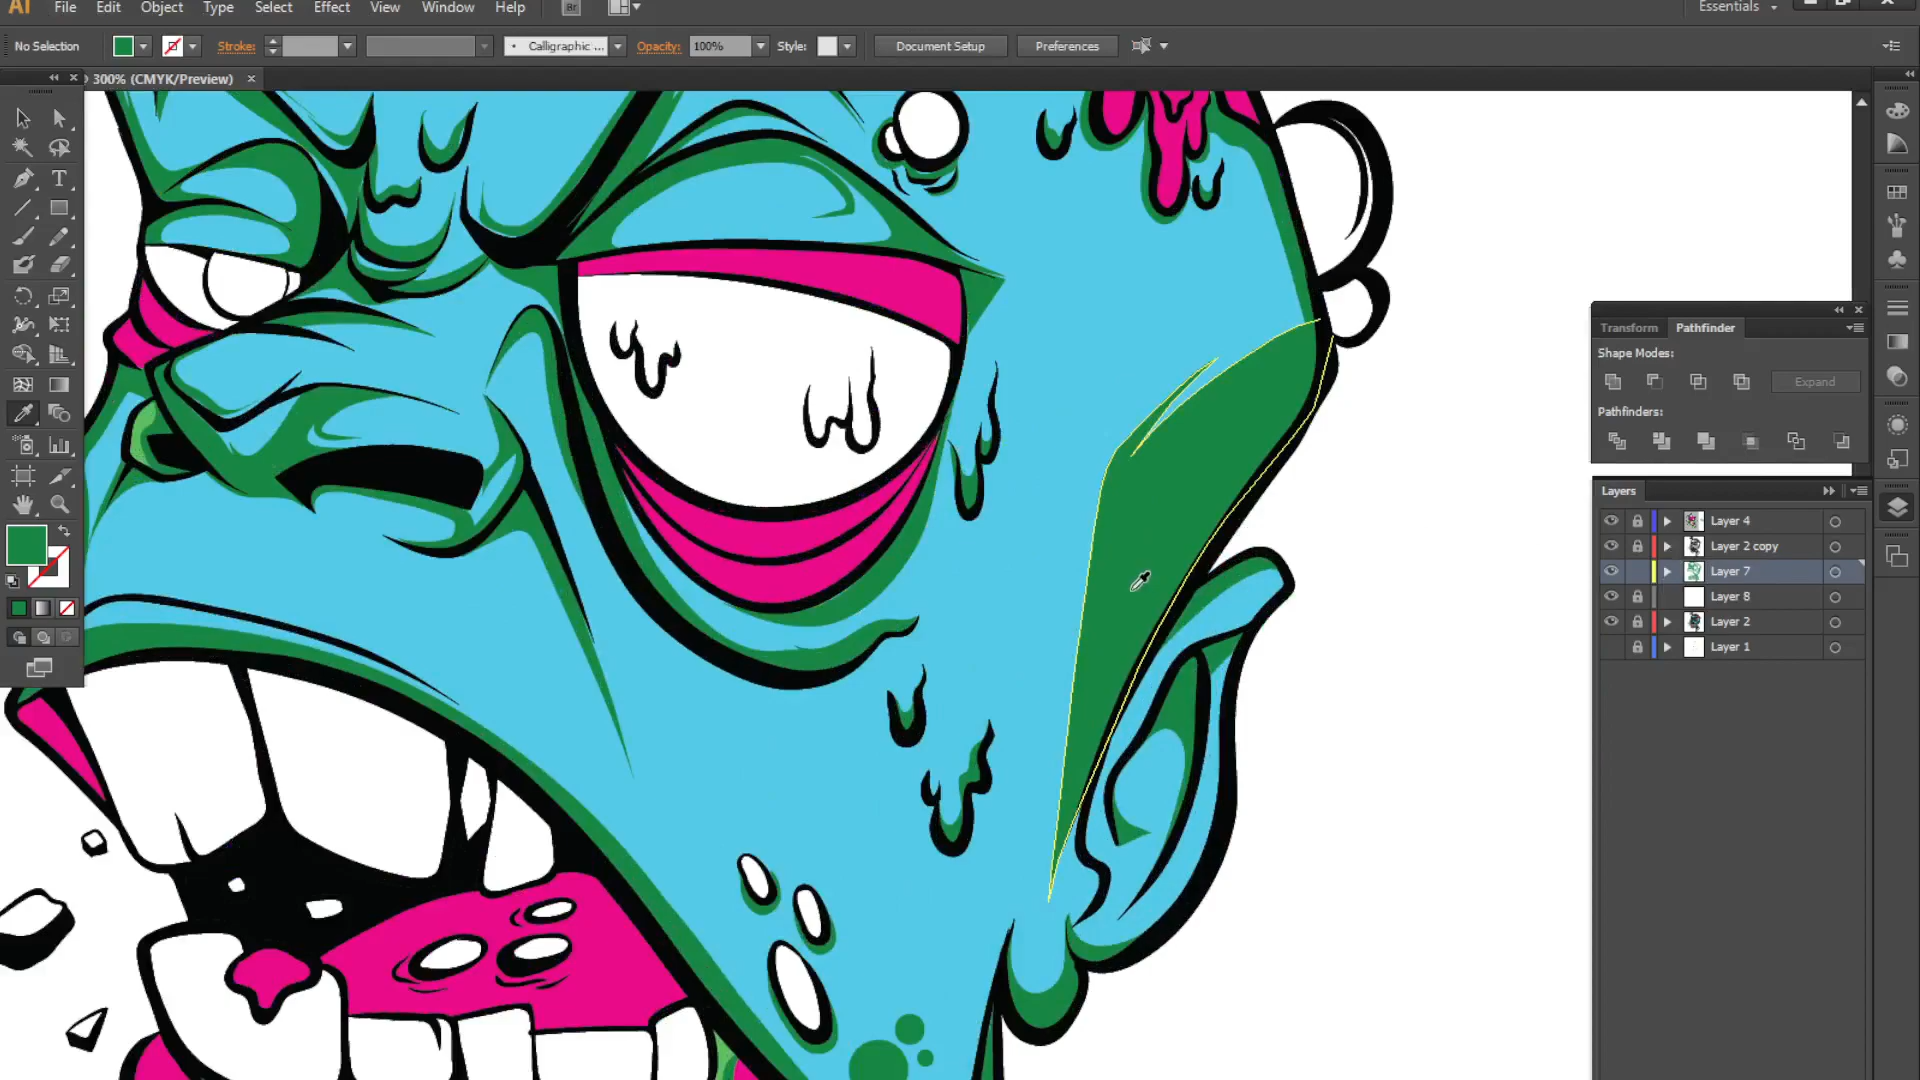 Ai File Edit Object Type Select Effect View Window Help Br Essentials
No Selection Stroke: Calligraphic ... Opacity: 100% Style: Document Setup Preferences
300% (CMYK/Preview)
Transform Pathfinder
Shape Modes:
Expand
Pathfinders:
Layers
Layer 4
Layer 2 copy
Layer 7
Layer 8
Layer 2
Layer 1